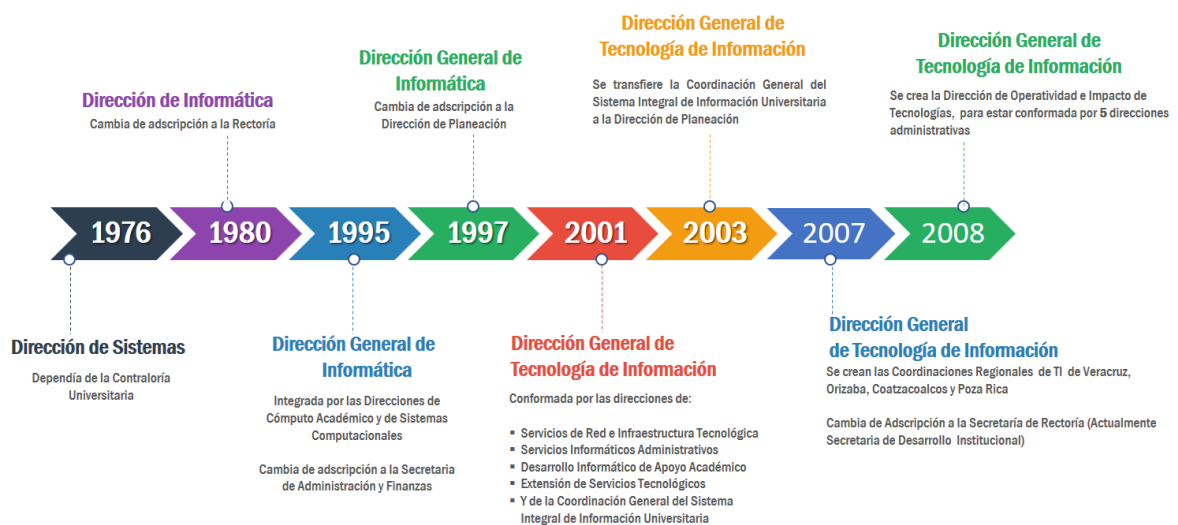 Dirección de Informática
Cambia de adscripción a la Rectoría
Dirección General de
Informática
Cambia de adscripción a la
Dirección de Planeación
Dirección General de
Tecnología de Información
Se transfiere la Coordinación General del
Sistema Integral de Información Universitaria
a la Dirección de Planeación
Dirección General de
Tecnología de Información
Se crea la Dirección de Operatividad e Impacto de
Tecnologías, para estar conformada por 5 direcciones
administrativas
1976
1980
1995
1997
2001
2003
2007
2008
Dirección de Sistemas
Dependía de la Contraloría
Universitaria
Dirección General de
Informática
Integrada por las Direcciones de
Cómputo Académico y de Sistemas
Computacionales
Cambia de adscripción a la Secretaria
de Administración y Finanzas
Dirección General de
Tecnología de Información
Conformada por las direcciones de:
▪ Servicios de Red e Infraestructura Tecnológica
▪ Servicios Informáticos Administrativos
▪ Desarrollo Informático de Apoyo Académico
▪ Extensión de Servicios Tecnológicos
▪ Y de la Coordinación General del Sistema
Integral de Información Universitaria
Dirección General
de Tecnología de Información
Se crean las Coordinaciones Regionales de TI de Veracruz,
Orizaba, Coatzacoalcos y Poza Rica
Cambia de Adscripción a la Secretaría de Rectoría (Actualmente
Secretaria de Desarrollo Institucional)